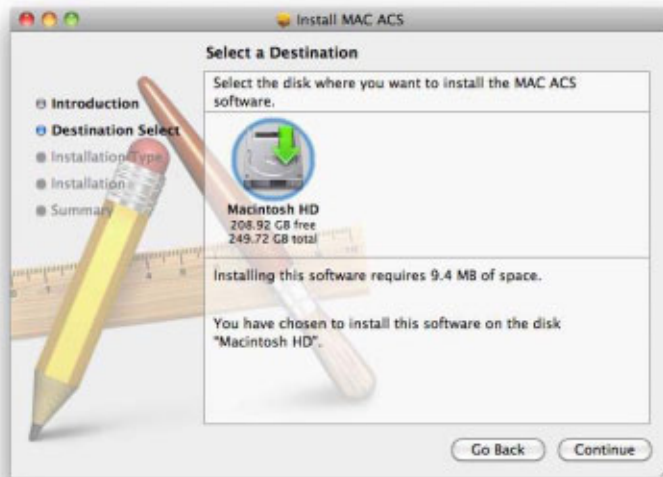 Install MAC ACS
Select a Destination
Introduction
Destination Select
Installation Type
Installation
Summary
Select the disk where you want to install the MAC ACS
software.
Macintosh HD
208.92 GB free
249.72 GB total
Installing this software requires 9.4 MB of space.
You have chosen to install this software on the disk
"Macintosh HD".
Go Back
Continue